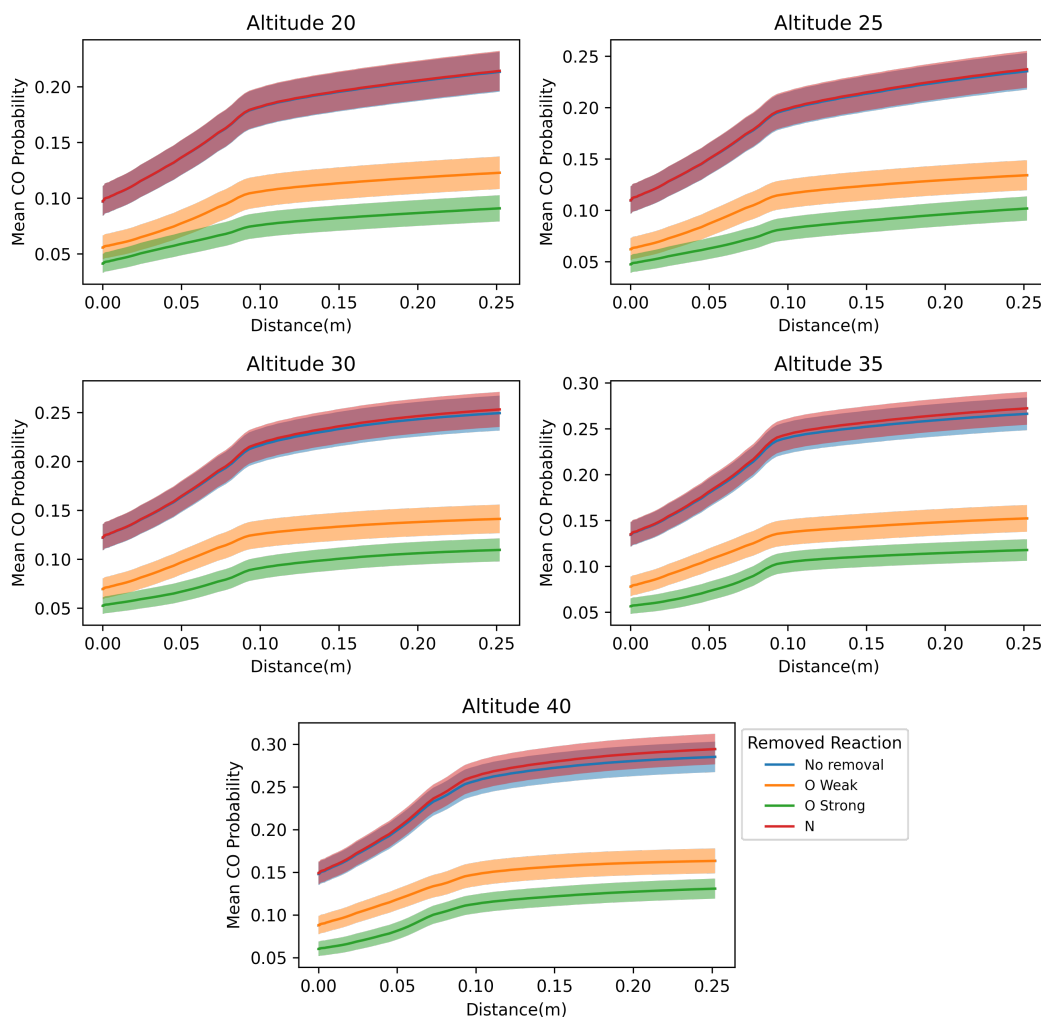 Altitude 20
Mean CO Probability
0.20
0.15
0.10
0.05
0.00 0.05 0.10 0.15 0.20 0.25
Distance(m)
Altitude 25
Mean CO Probability
0.25
0.20
0.15
0.10
0.05
0.00 0.05 0.10 0.15 0.20 0.25
Distance(m)
Altitude 30
Mean CO Probability
0.25
0.20
0.15
0.10
0.05
0.00 0.05 0.10 0.15 0.20 0.25
Distance(m)
Altitude 35
Mean CO Probability
0.30
0.25
0.20
0.15
0.10
0.05
0.00 0.05 0.10 0.15 0.20 0.25
Distance(m)
Altitude 40
Mean CO Probability
0.30
0.25
0.20
0.15
0.10
0.05
0.00 0.05 0.10 0.15 0.20 0.25
Distance(m)
Removed Reaction
No removal
O Weak
O Strong
N